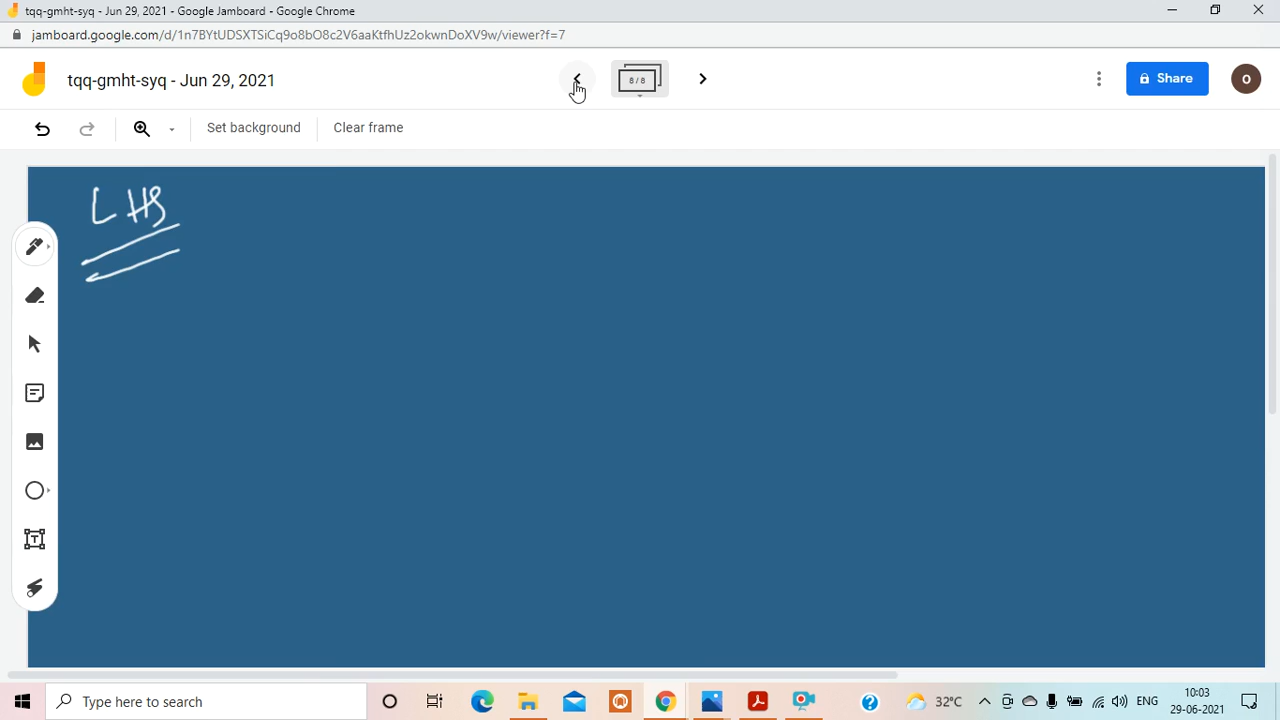 tqq-gmht-syq - Jun 29, 2021 - Google Jamboard - Google Chrome
jamboard.google.com/d/1n7BYtUDSXTSiCq9o8bO8c2V6aaKtfhUz2okwnDoXV9w/viewer?f=7
tqq-gmht-syq - Jun 29, 2021
8 / 8
Share
O
Set background
Clear frame
LHS
Type here to search
32°C
ENG
10:03
29-06-2021